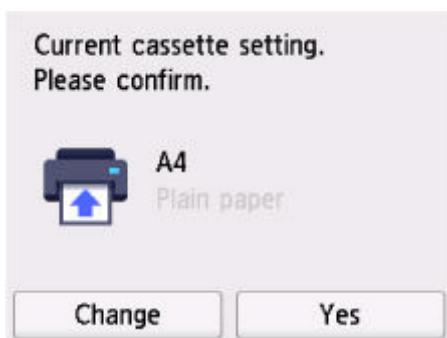 Current cassette setting.
Please confirm.
A4
Plain paper
Change
Yes